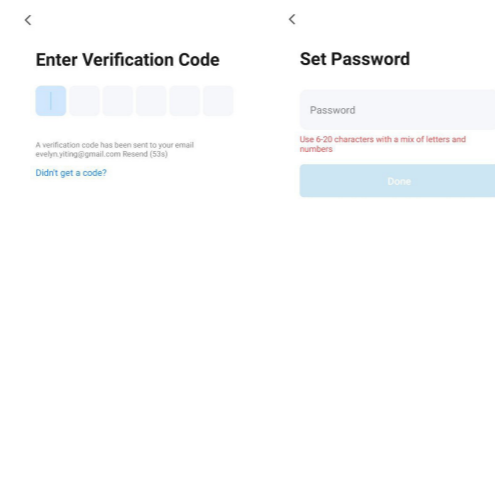 Enter Verification Code
A verification code has been sent to your email
evelyn.yiting@gmail.com Resend (53s)
Didn't get a code?
Set Password
Password
Use 6-20 characters with a mix of letters and
numbers
Done